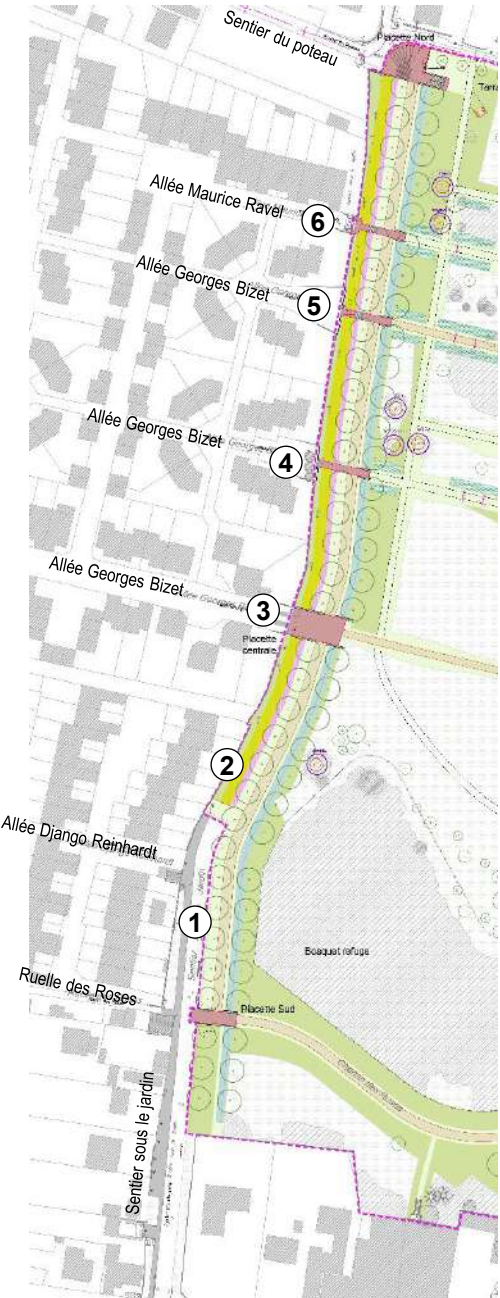 Sentier du poteau
Placette Nord
Allée Maurice Ravel
6
Allée Georges Bizet
5
Allée Georges Bizet
4
Allée Georges Bizet
3
Placette
centrale
2
Allée Django Reinhardt
1
Bosquet refuge
Ruelle des Roses
Placette Sud
Sentier sous le jardin